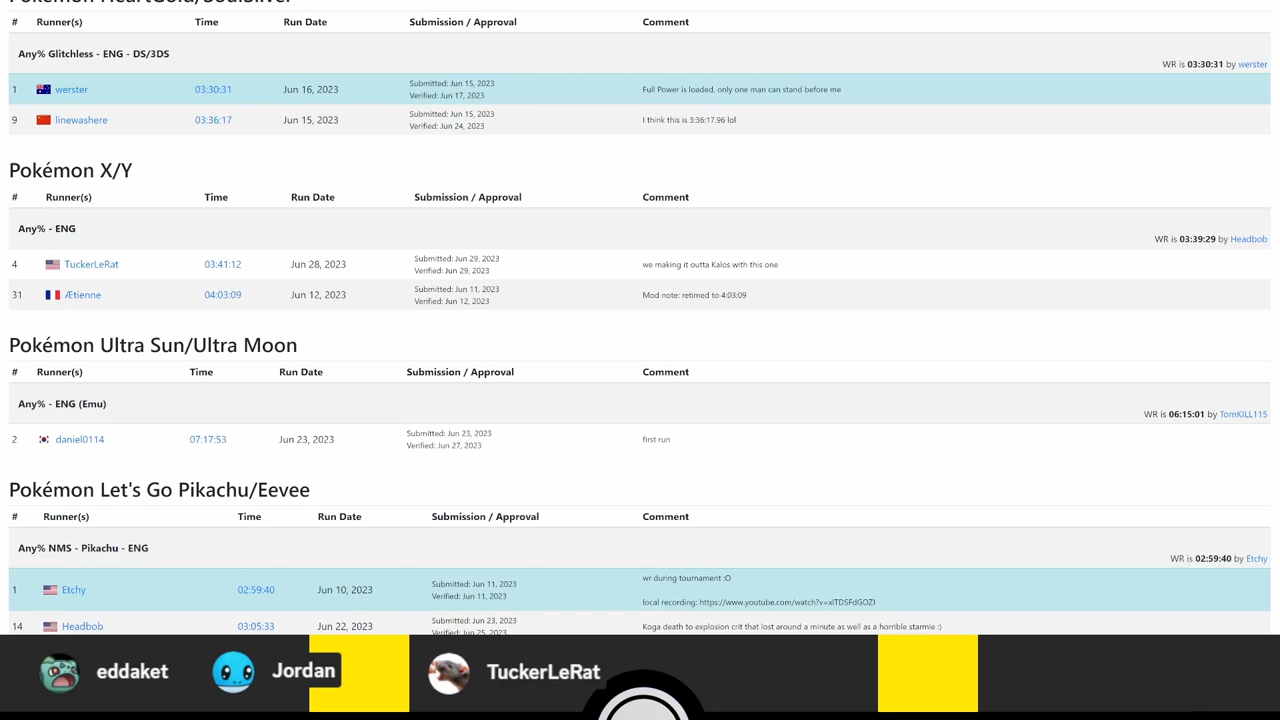 Pokémon HeartGold/SoulSilver
# Runner(s) Time Run Date Submission / Approval Comment
Any% Glitchless - ENG - DS/3DS
WR is 03:30:31 by werster
1 werster 03:30:31 Jun 16, 2023 Submitted: Jun 15, 2023 Verified: Jun 17, 2023 Full Power is loaded, only one man can stand before me
9 linewashere 03:36:17 Jun 15, 2023 Submitted: Jun 15, 2023 Verified: Jun 24, 2023 I think this is 3:36:17.96 lol
Pokémon X/Y
# Runner(s) Time Run Date Submission / Approval Comment
Any% - ENG
WR is 03:39:29 by Headbob
4 TuckerLeRat 03:41:12 Jun 28, 2023 Submitted: Jun 29, 2023 Verified: Jun 29, 2023 we making it outta Kalos with this one
31 Ætienne 04:03:09 Jun 12, 2023 Submitted: Jun 11, 2023 Verified: Jun 12, 2023 Mod note: retimed to 4:03:09
Pokémon Ultra Sun/Ultra Moon
# Runner(s) Time Run Date Submission / Approval Comment
Any% - ENG (Emu)
WR is 06:15:01 by TomKILL115
2 daniel0114 07:17:53 Jun 23, 2023 Submitted: Jun 23, 2023 Verified: Jun 27, 2023 first run
Pokémon Let's Go Pikachu/Eevee
# Runner(s) Time Run Date Submission / Approval Comment
Any% NMS - Pikachu - ENG
WR is 02:59:40 by Etchy
1 Etchy 02:59:40 Jun 10, 2023 Submitted: Jun 11, 2023 Verified: Jun 11, 2023 wr during tournament :O
local recording: https://www.youtube.com/watch?v=xlTDSFdGOZI
14 Headbob 03:05:33 Jun 22, 2023 Submitted: Jun 23, 2023 Verified: Jun 25, 2023 Koga death to explosion crit that lost around a minute as well as a horrible starmie :)
eddaket Jordan TuckerLeRat